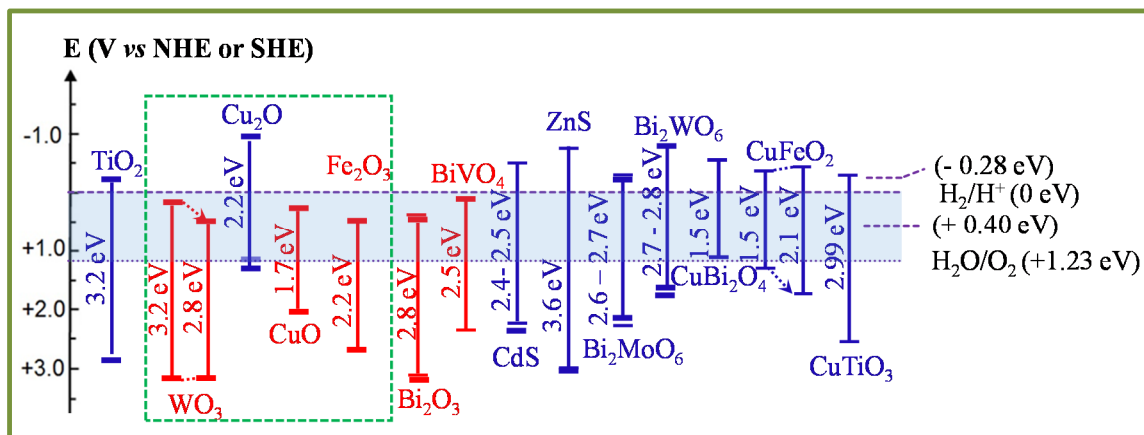 E (V vs NHE or SHE)
-1.0
+1.0
+2.0
+3.0
TiO₂
3.2 eV
3.2 eV
2.8 eV
WO₃
Cu₂O
2.2 eV
1.7 eV
CuO
Fe₂O₃
2.2 eV
2.8 eV
Bi₂O₃
BiVO₄
2.5 eV
2.4- 2.5 eV
CdS
ZnS
3.6 eV
2.6 – 2.7 eV
Bi₂MoO₆
Bi₂WO₆
2.7 - 2.8 eV
1.5 eV
CuBi₂O₄
CuFeO₂
1.5 eV
2.1 eV
2.99 eV
CuTiO₃
(- 0.28 eV)
H₂/H⁺ (0 eV)
(+ 0.40 eV)
H₂O/O₂ (+1.23 eV)